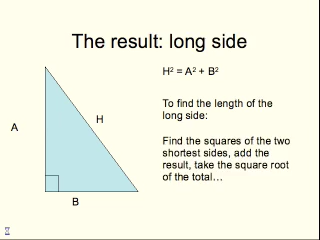 The result: long side
H² = A² + B²
To find the length of the
long side:
Find the squares of the two
shortest sides, add the
result, take the square root
of the total…
A
H
B